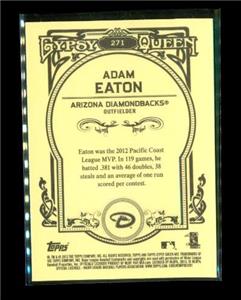 GYPSY QUEEN
271
ADAM
EATON
ARIZONA DIAMONDBACKS®
OUTFIELDER
Eaton was the 2012 Pacific Coast
League MVP. In 119 games, he
batted .381 with 46 doubles, 38
steals and an average of one run
scored per contest.
Topps